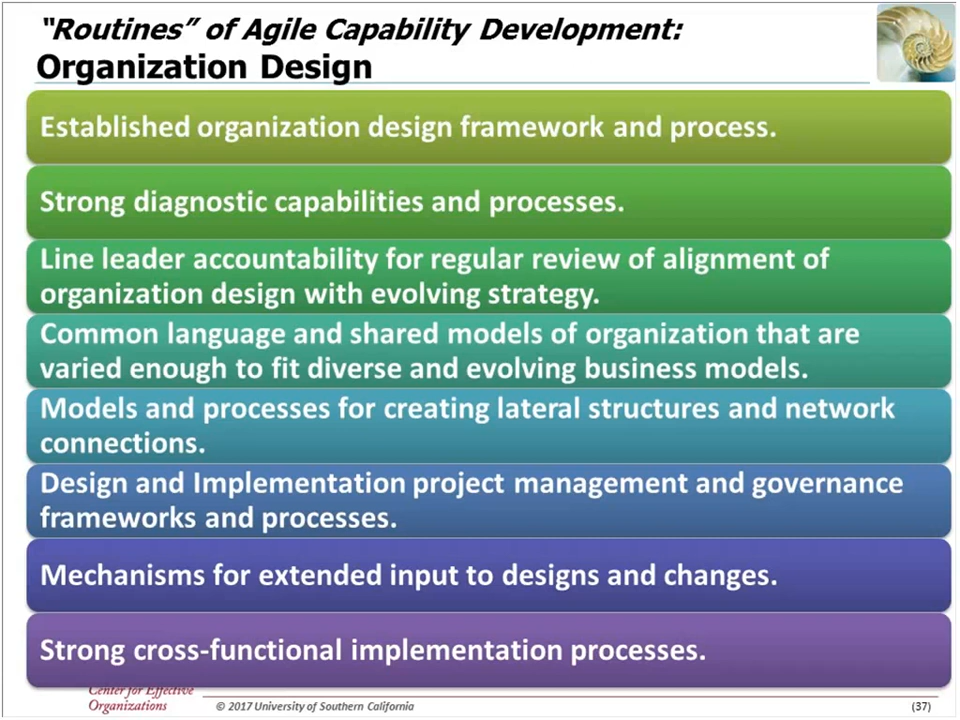 “Routines” of Agile Capability Development:
Organization Design
Established organization design framework and process.
Strong diagnostic capabilities and processes.
Line leader accountability for regular review of alignment of
organization design with evolving strategy.
Common language and shared models of organization that are
varied enough to fit diverse and evolving business models.
Models and processes for creating lateral structures and network
connections.
Design and Implementation project management and governance
frameworks and processes.
Mechanisms for extended input to designs and changes.
Strong cross-functional implementation processes.
Center for Effective
Organizations
© 2017 University of Southern California
(37)